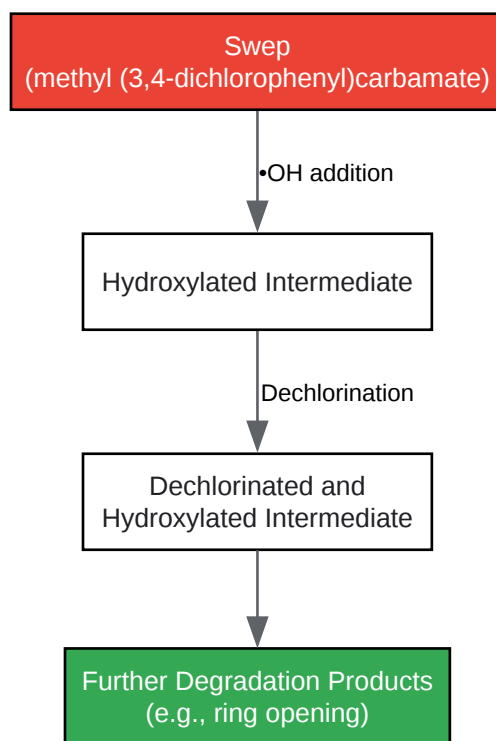 Swep
(methyl (3,4-dichlorophenyl)carbamate)
•OH addition
Hydroxylated Intermediate
Dechlorination
Dechlorinated and
Hydroxylated Intermediate
Further Degradation Products
(e.g., ring opening)